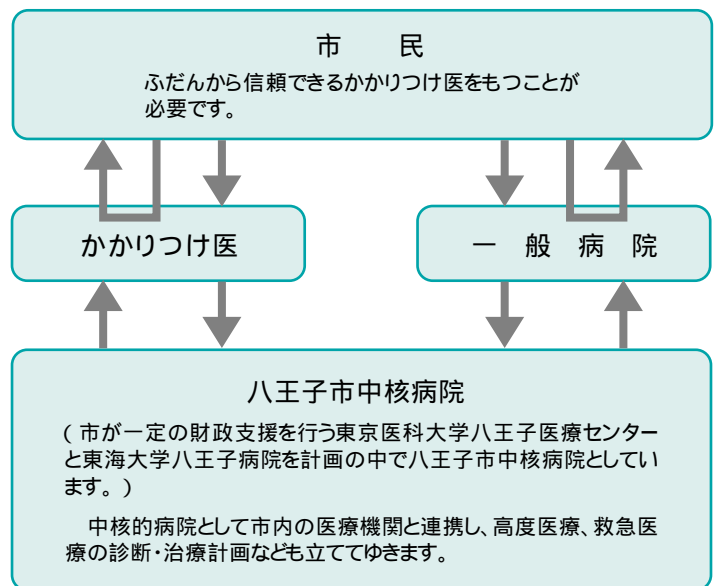 市　民
ふだんから信頼できるかかりつけ医をもつことが
必要です。
かかりつけ医
一般病院
八王子市中核病院
(市が一定の財政支援を行う東京医科大学八王子医療センター
と東海大学八王子病院を計画の中で八王子市中核病院としてい
ます。)
　中核的病院として市内の医療機関と連携し、高度医療、救急医
療の診断・治療計画なども立ててゆきます。